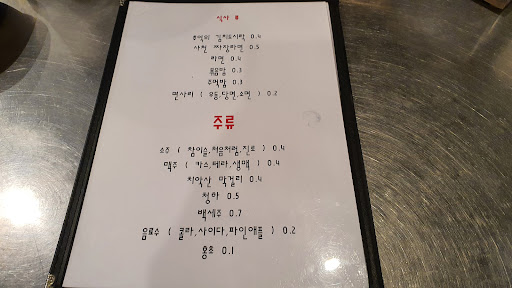 식사 류
추억의 김치도시락 0.4
사천 짜장라면 0.5
라면 0.4
볶음밥 0.3
주먹밥 0.3
면사리 ( 우동,당면,소면 ) 0.2
주류
소주 ( 참이슬,처음처럼,진로 ) 0.4
맥주 ( 카스,테라,생맥 ) 0.4
치악산 막걸리 0.4
청하 0.5
백세주 0.7
음료수 ( 콜라,사이다,파인애플 ) 0.2
홍초 0.1